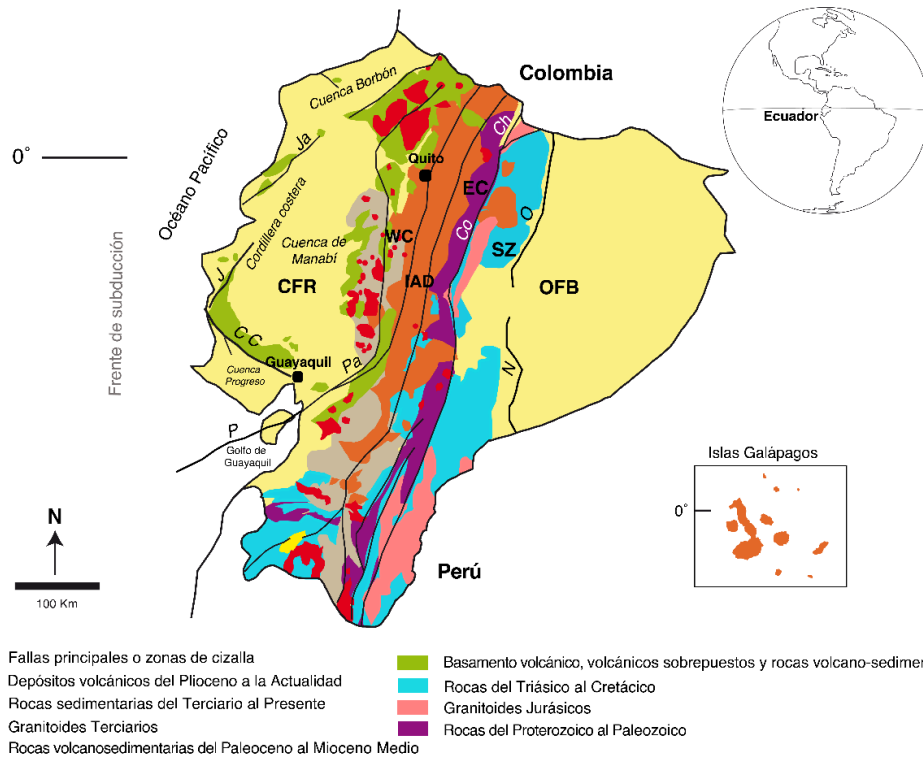 Colombia
Ecuador
Cuenca Borbón
Ch
Océano Pacífico
Ja
0°
Quito
EC
Cordillera costera
O
Co
WC
Cuenca de
Manabí
SZ
J
CFR
IAD
OFB
Frente de subducción
C C
Guayaquil
Pa
N
Cuenca
Progreso
P
Golfo de
Guayaquil
Islas Galápagos
0°
N
Perú
100 Km
Fallas principales o zonas de cizalla
Depósitos volcánicos del Plioceno a la Actualidad
Rocas sedimentarias del Terciario al Presente
Granitoides Terciarios
Rocas volcanosedimentarias del Paleoceno al Mioceno Medio
Basamento volcánico, volcánicos sobrepuestos y rocas volcano-sedimen
Rocas del Triásico al Cretácico
Granitoides Jurásicos
Rocas del Proterozoico al Paleozoico